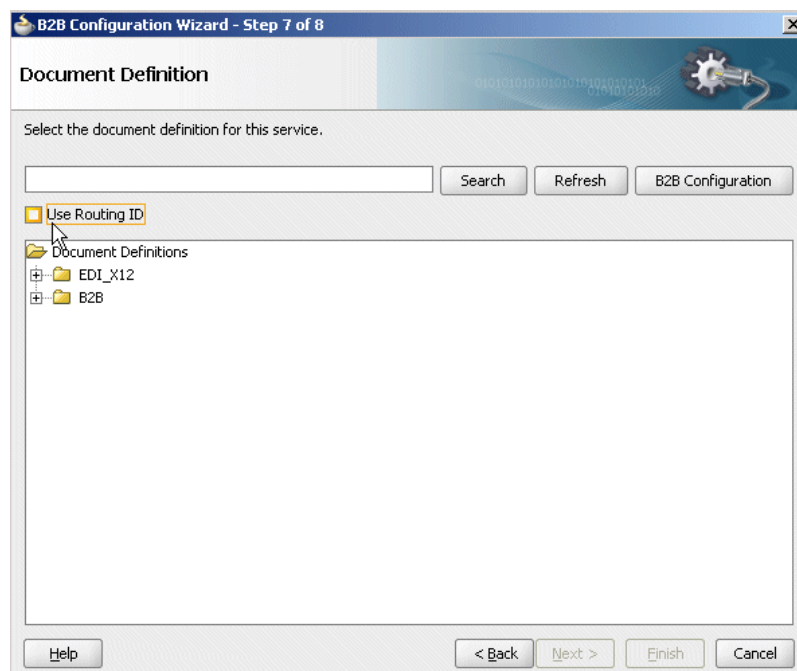 B2B Configuration Wizard - Step 7 of 8
Document Definition
Select the document definition for this service.
Search Refresh B2B Configuration
Use Routing ID
Document Definitions
EDI_X12
B2B
Help < Back Next > Finish Cancel